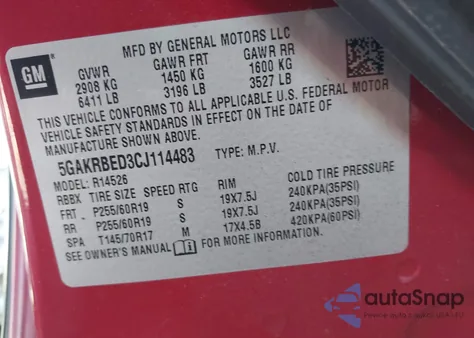 MFD BY GENERAL MOTORS LLC
GM
GVWR GAWR FRT GAWR RR
2908 KG 1450 KG 1600 KG
6411 LB 3196 LB 3527 LB
THIS VEHICLE CONFORMS TO ALL APPLICABLE U.S. FEDERAL MOTOR
VEHICLE SAFETY STANDARDS IN EFFECT ON THE DATE OF
MANUFACTURE SHOWN ABOVE.
5GAKRBED3CJ114483 TYPE: M.P.V.
MODEL: R14526
RBBX TIRE SIZE SPEED RTG RIM COLD TIRE PRESSURE
FRT - P255/60R19 S 19X7.5J 240KPA(35PSI)
RR - P255/60R19 S 19X7.5J 240KPA(35PSI)
SPA T145/70R17 M 17X4.5B 420KPA(60PSI)
SEE OWNER'S MANUAL FOR MORE INFORMATION.
autoSnap